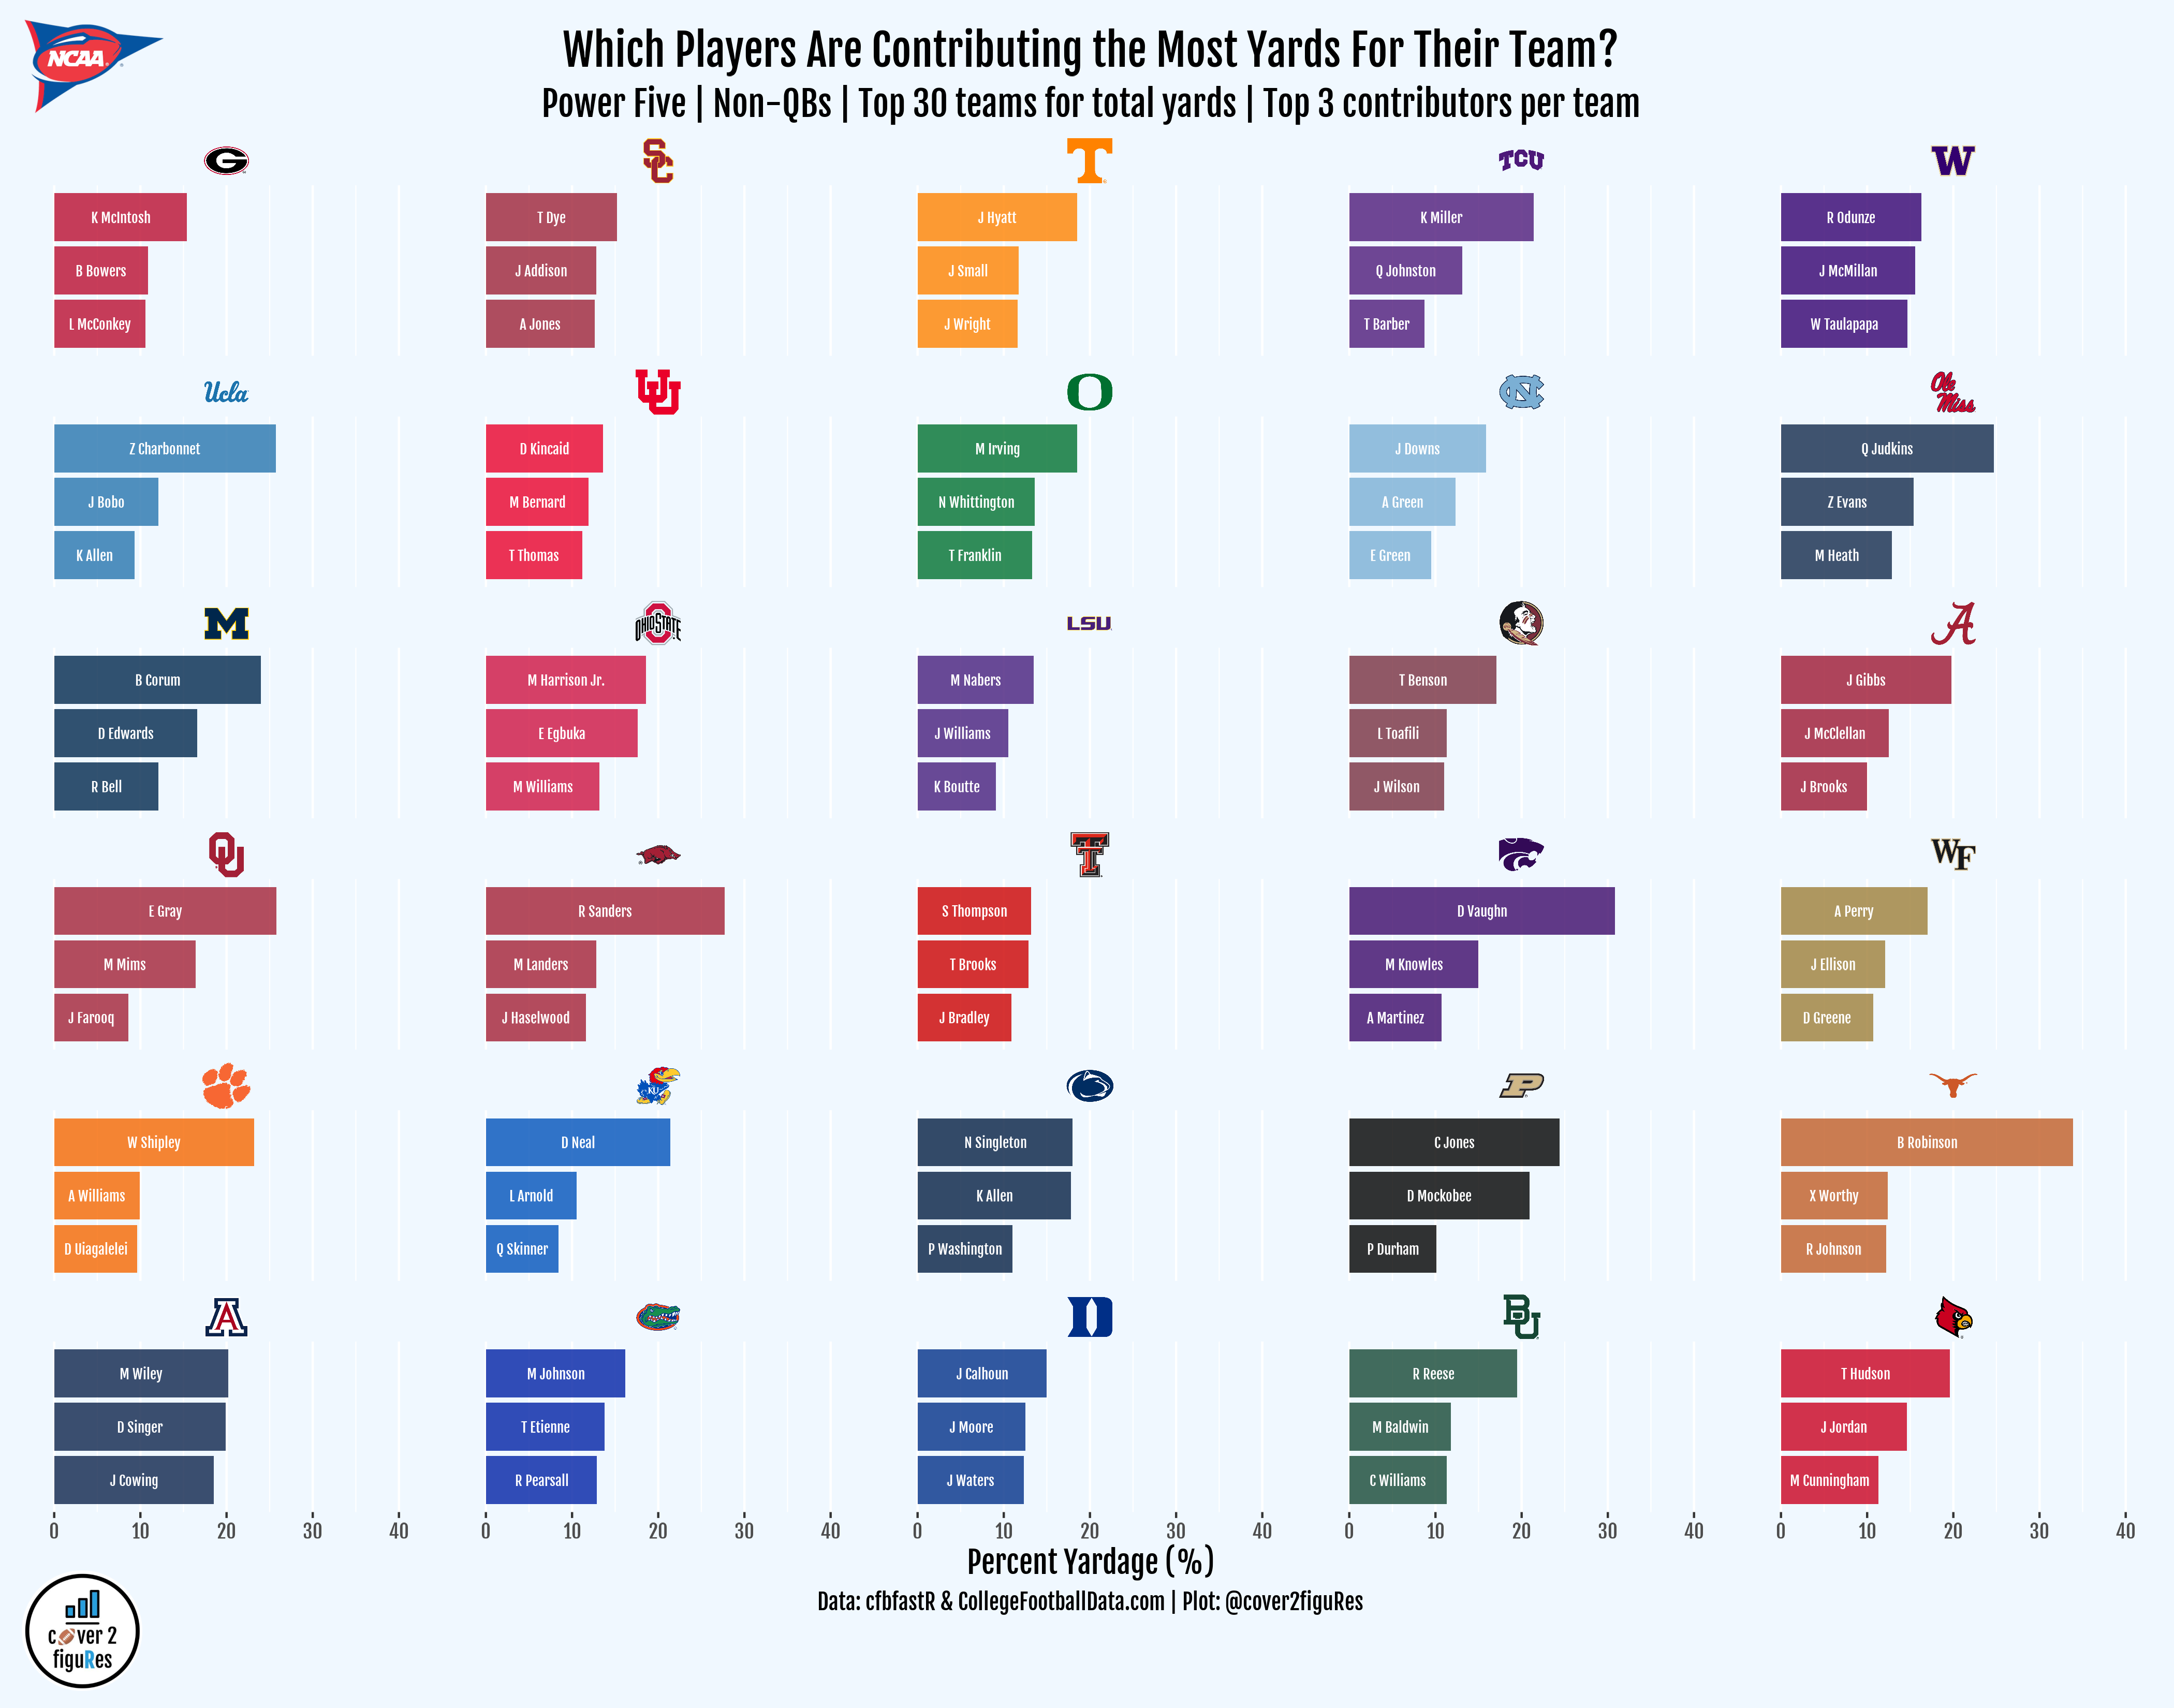 NCAA
Which Players Are Contributing the Most Yards For Their Team?
Power Five | Non-QBs | Top 30 teams for total yards | Top 3 contributors per team
G SC T TCU W
K McIntosh T Dye J Hyatt K Miller R Odunze
B Bowers J Addison J Small Q Johnston J McMillan
L McConkey A Jones J Wright T Barber W Taulapapa
Ucla UU O NC Ole Miss
Z Charbonnet D Kincaid M Irving J Downs Q Judkins
J Bobo M Bernard N Whittington A Green Z Evans
K Allen T Thomas T Franklin E Green M Heath
M OHIO STATE LSU A
B Corum M Harrison Jr. M Nabers T Benson J Gibbs
D Edwards E Egbuka J Williams L Toafili J McClellan
R Bell M Williams K Boutte J Wilson J Brooks
OU TT WF
E Gray R Sanders S Thompson D Vaughn A Perry
M Mims M Landers T Brooks M Knowles J Ellison
J Farooq J Haselwood J Bradley A Martinez D Greene
KU P
W Shipley D Neal N Singleton C Jones B Robinson
A Williams L Arnold K Allen D Mockobee X Worthy
D Uiagalelei Q Skinner P Washington P Durham R Johnson
A D BU
M Wiley M Johnson J Calhoun R Reese T Hudson
D Singer T Etienne J Moore M Baldwin J Jordan
J Cowing R Pearsall J Waters C Williams M Cunningham
0 10 20 30 40 0 10 20 30 40 0 10 20 30 40 0 10 20 30 40 0 10 20 30 40
Percent Yardage (%)
Data: cfbfastR & CollegeFootballData.com | Plot: @cover2figuRes
c🏈ver 2
figuRes